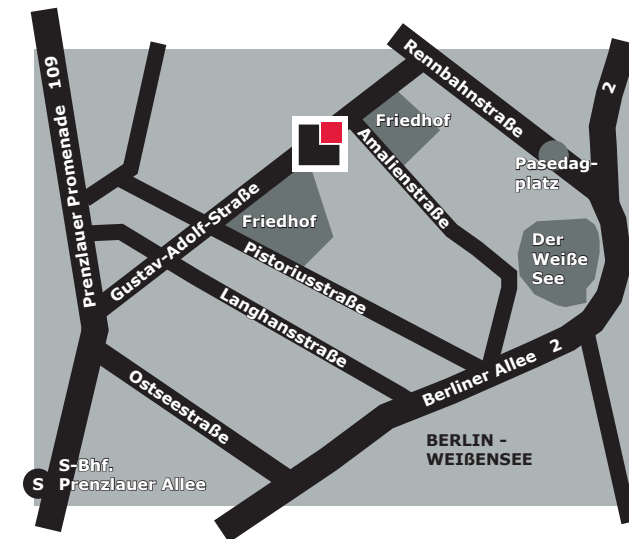 Prenzlauer Promenade 109
Rennbahnstraße
2
Friedhof
Amalienstraße
Pasedag-
platz
Gustav-Adolf-Straße
Friedhof
Der
Weiße
See
Pistoriusstraße
Langhansstraße
Berliner Allee 2
Ostseestraße
BERLIN -
WEIßENSEE
S-Bhf.
S Prenzlauer Allee